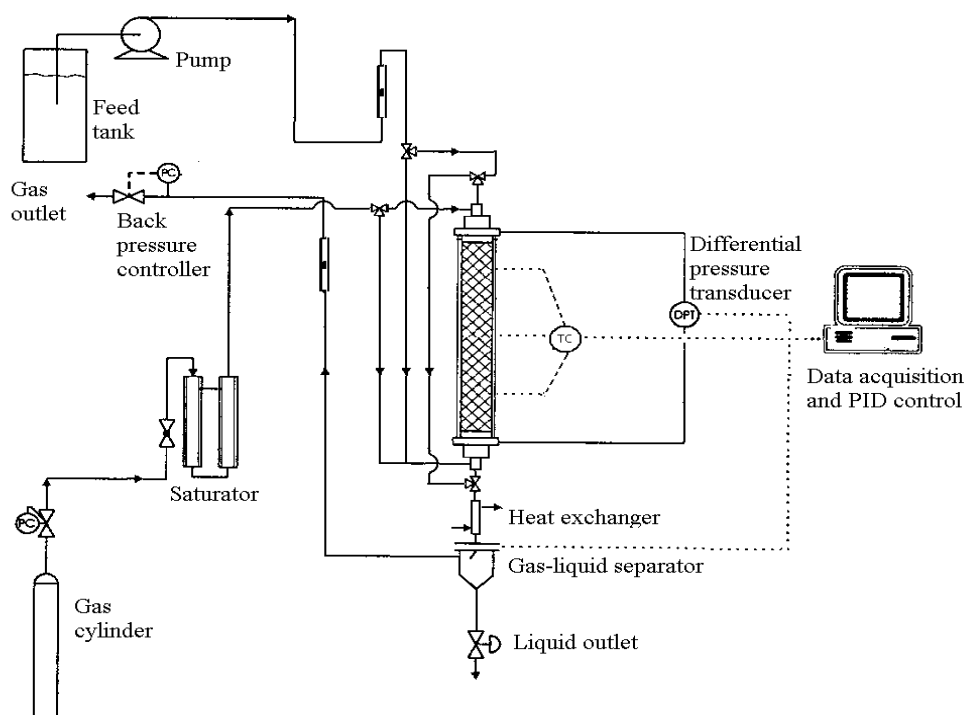 Pump
Feed
tank
Gas
outlet
PC
Back
pressure
controller
Differential
pressure
transducer
DPT
TC
Data acquisition
and PID control
Saturator
PC
Heat exchanger
Gas-liquid separator
Gas
cylinder
Liquid outlet